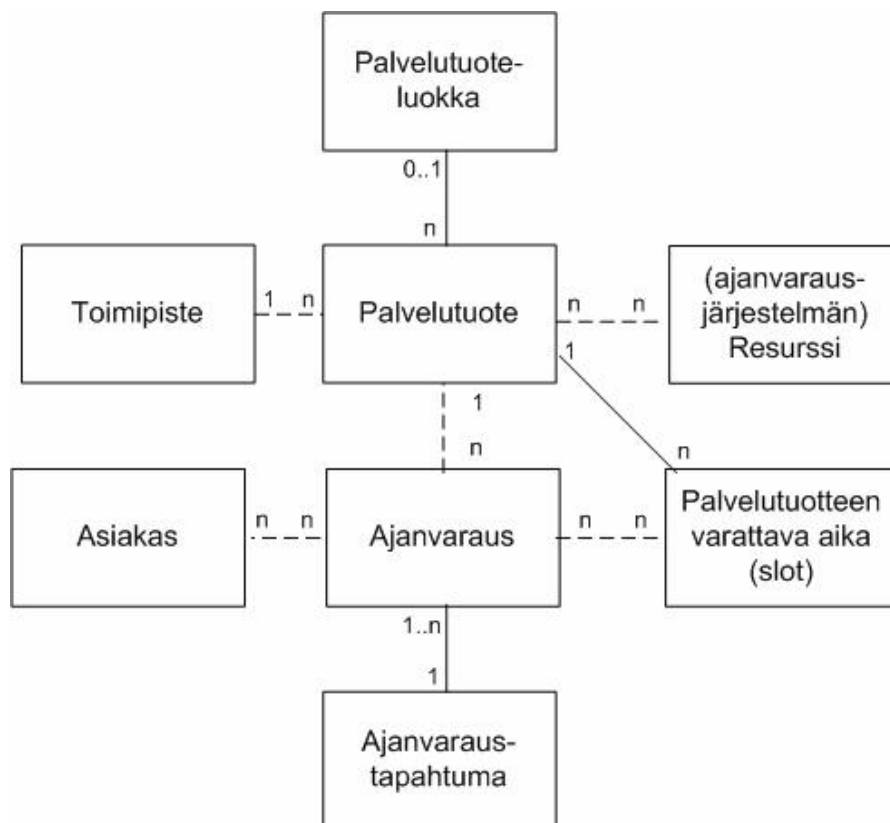 Palvelutuote-
luokka
0..1
n
Toimipiste
1 n
Palvelutuote
n n
(ajanvaraus-
järjestelmän)
Resurssi
1
1
n
n
Asiakas
n n
Ajanvaraus
n n
Palvelutuotteen
varattava aika
(slot)
1..n
1
Ajanvaraus-
tapahtuma